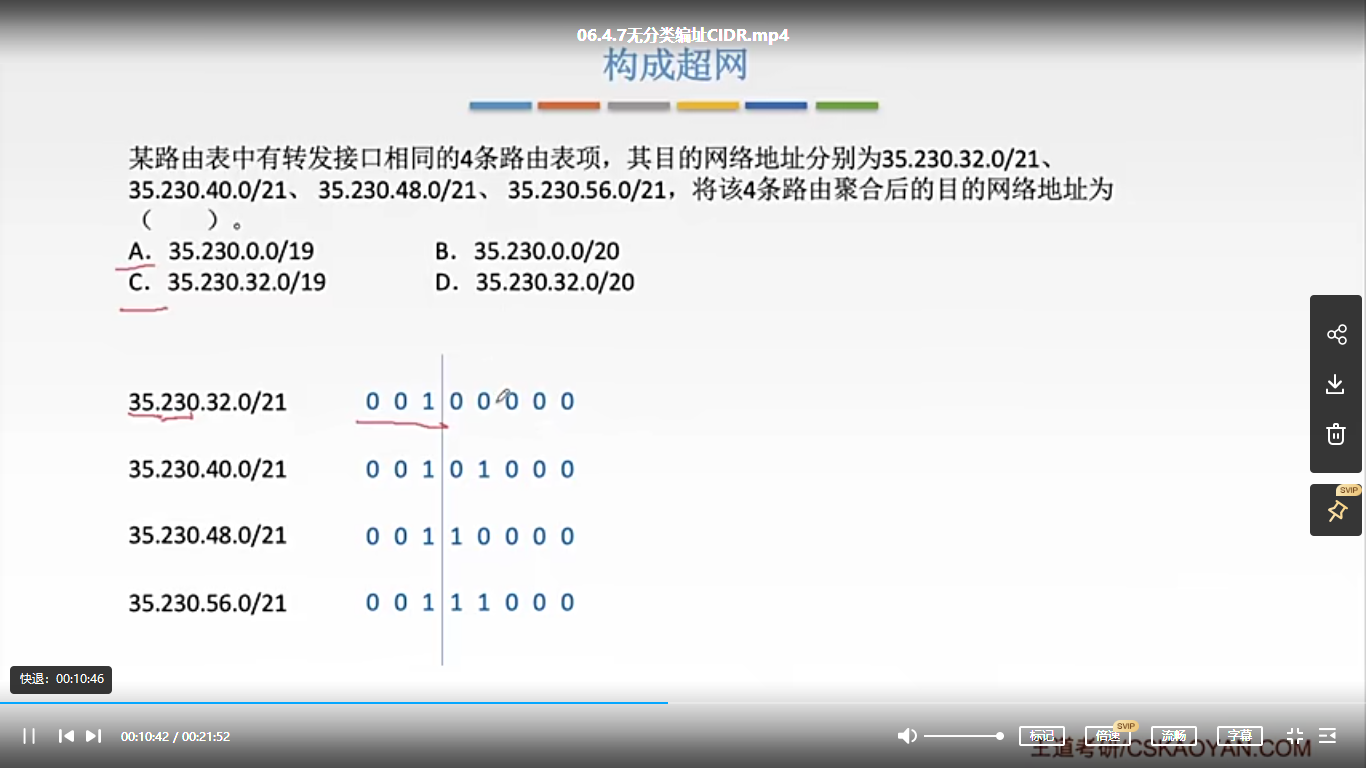 06.4.7无分类编址CIDR.mp4
构成超网
某路由表中有转发接口相同的4条路由表项，其目的网络地址分别为35.230.32.0/21、
35.230.40.0/21、 35.230.48.0/21、 35.230.56.0/21，将该4条路由聚合后的目的网络地址为
（ ）。
A. 35.230.0.0/19 B. 35.230.0.0/20
C. 35.230.32.0/19 D. 35.230.32.0/20
35.230.32.0/21 0 0 1 0 0 0 0 0
35.230.40.0/21 0 0 1 0 1 0 0 0
35.230.48.0/21 0 0 1 1 0 0 0 0
35.230.56.0/21 0 0 1 1 1 0 0 0
SVIP
快退：00:10:46
00:10:42 / 00:21:52 标记 倍速 SVIP 流畅 字幕
王道考研/CSKAOYAN.COM